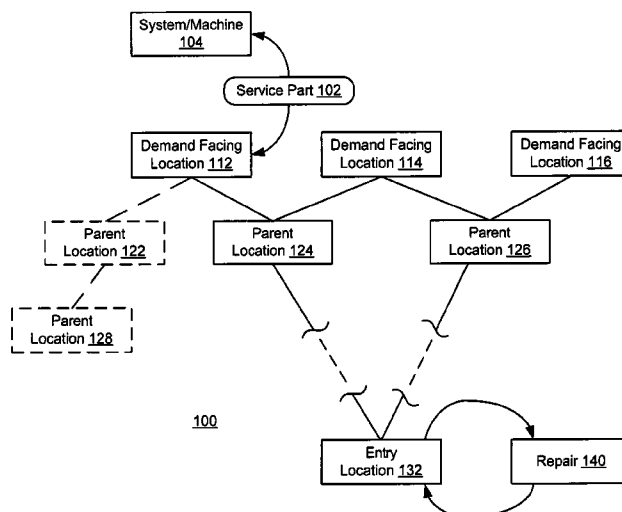 System/Machine
104
Service Part 102
Demand Facing
Location 112
Demand Facing
Location 114
Demand Facing
Location 116
Parent
Location 122
Parent
Location 124
Parent
Location 126
Parent
Location 128
100
Entry
Location 132
Repair 140